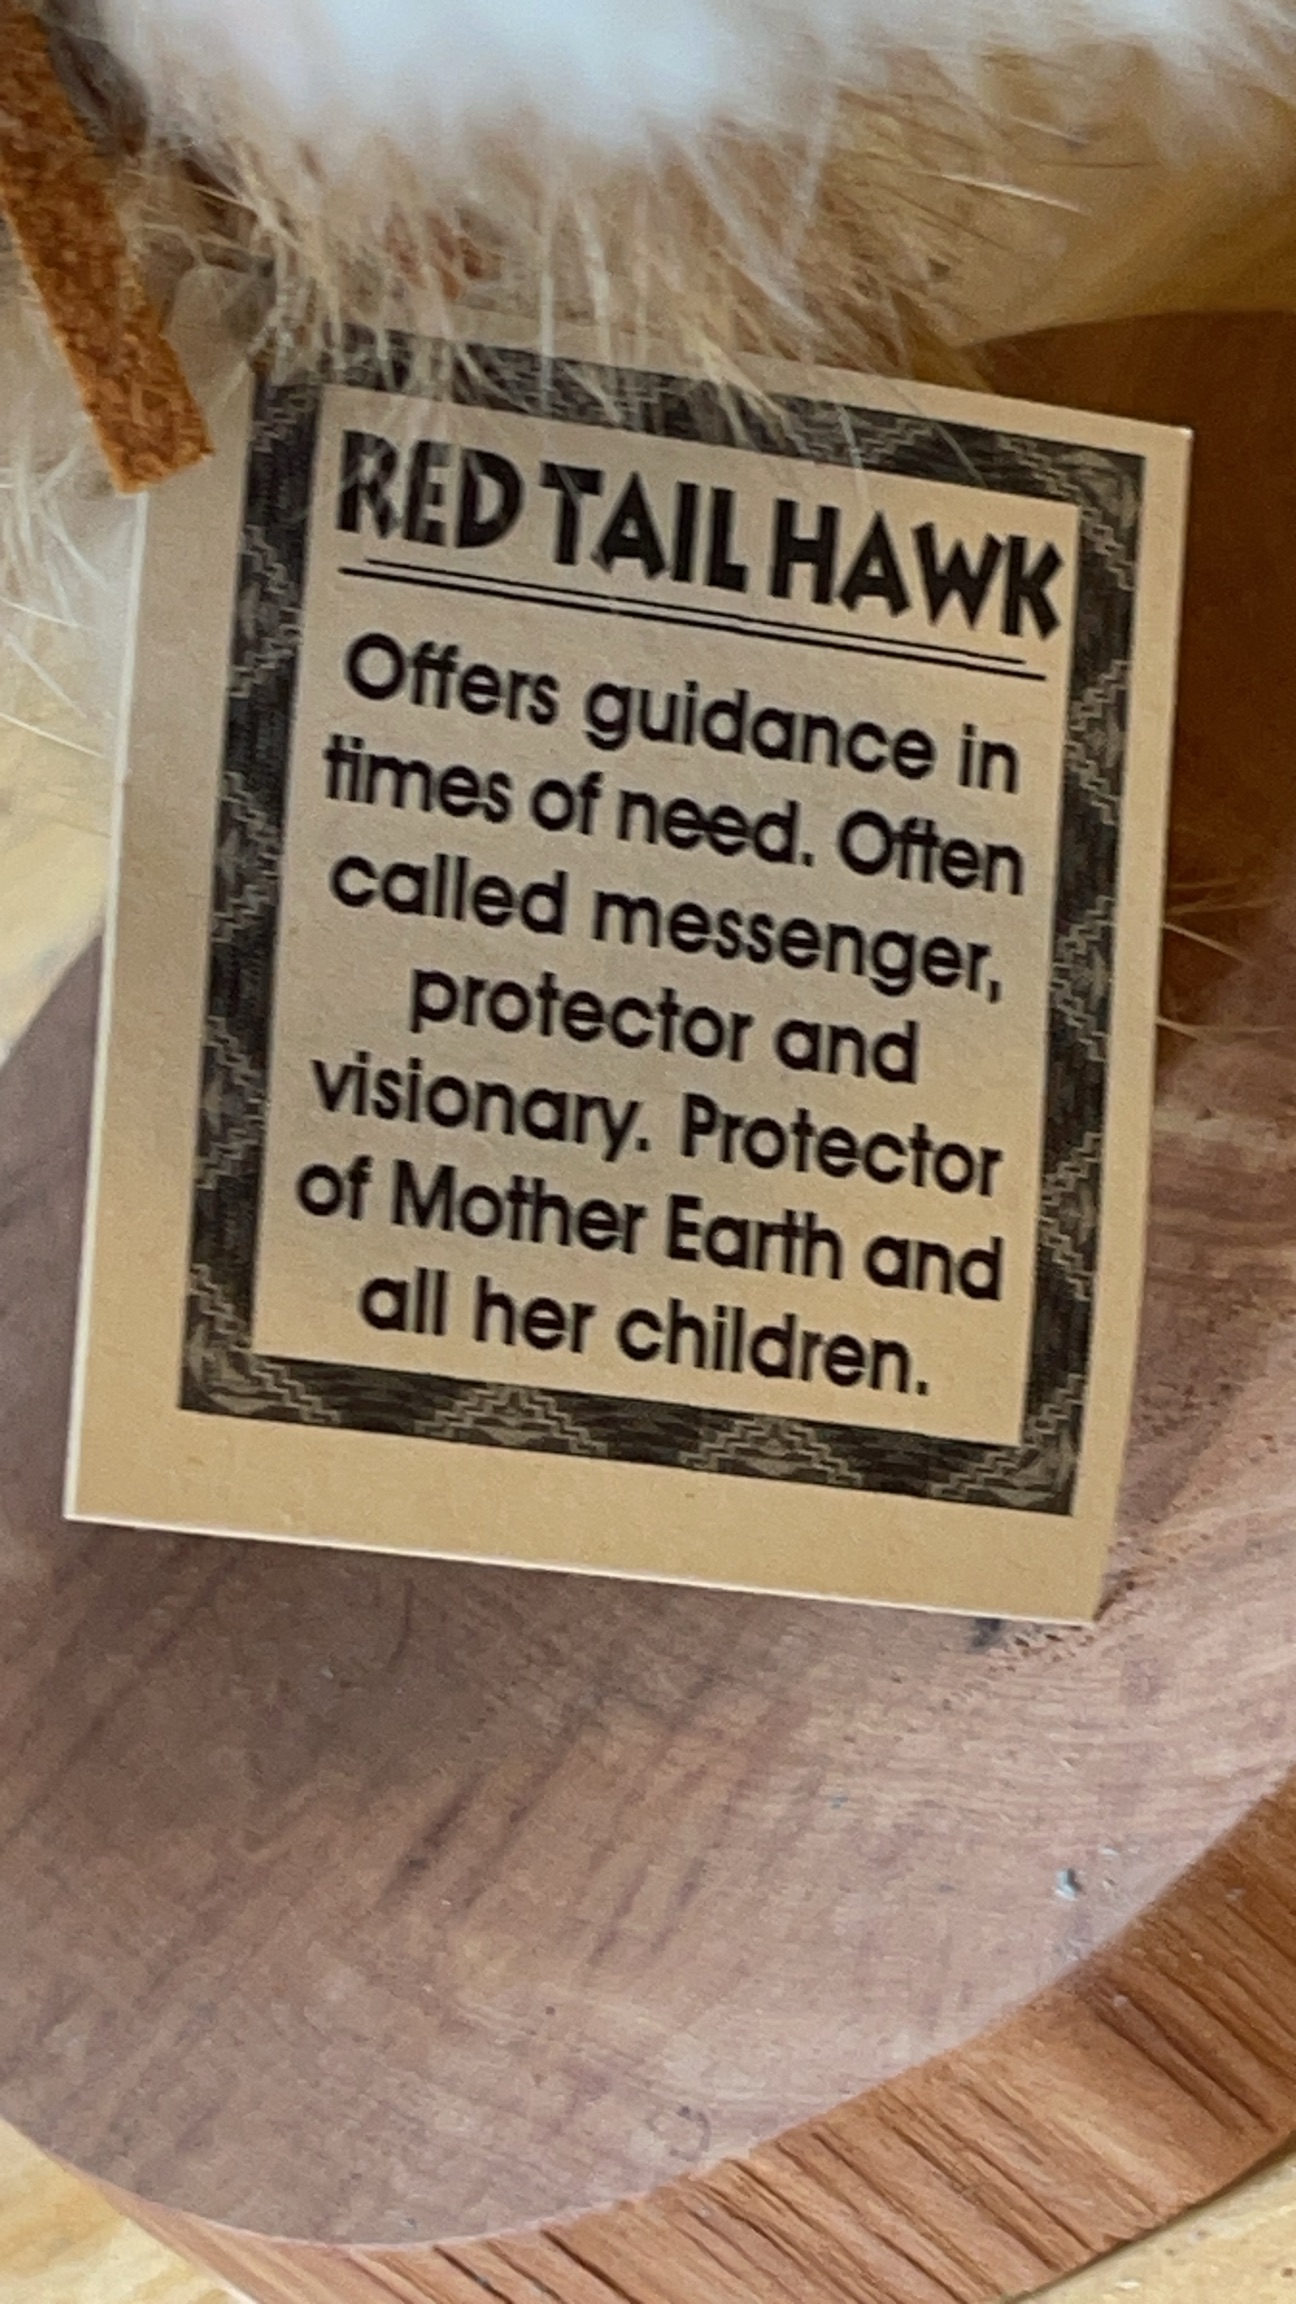 RED TAIL HAWK
Offers guidance in
times of need. Often
called messenger,
protector and
visionary. Protector
of Mother Earth and
all her children.